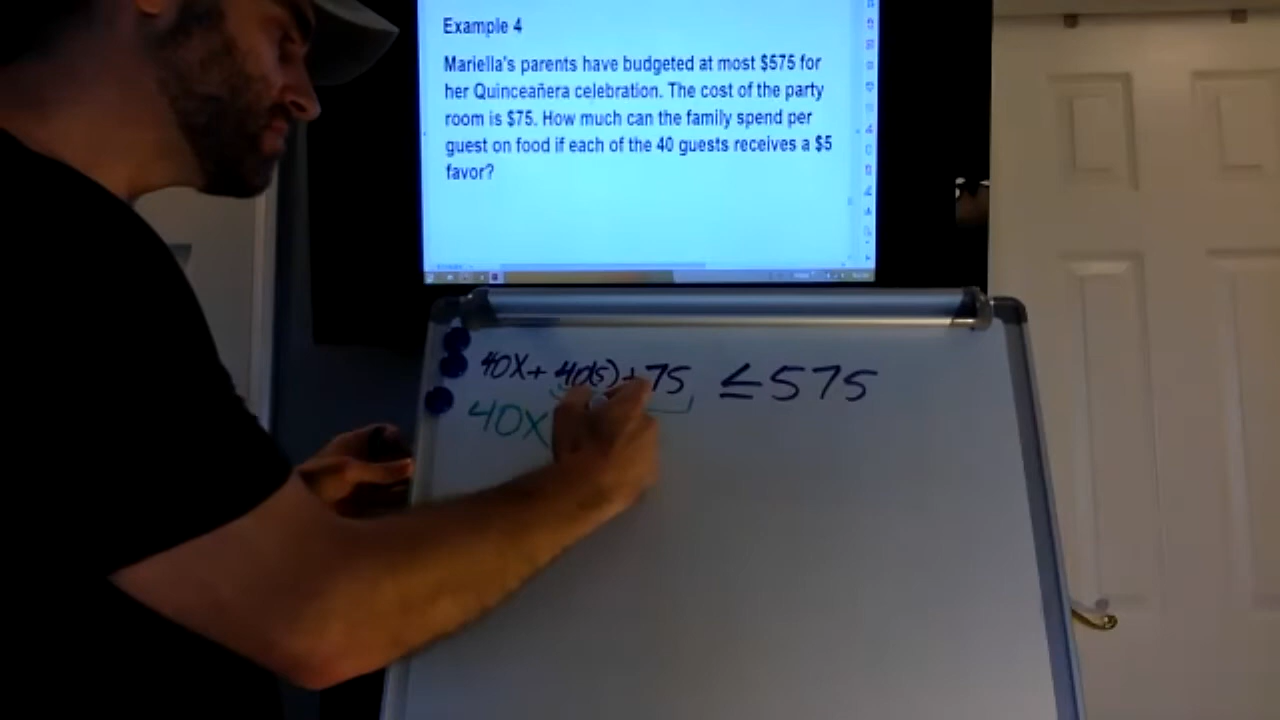 Example 4
Mariella's parents have budgeted at most $575 for
her Quinceañera celebration. The cost of the party
room is $75. How much can the family spend per
guest on food if each of the 40 guests receives a $5
favor?
40X+ 40(5)+75 ≤575
40X